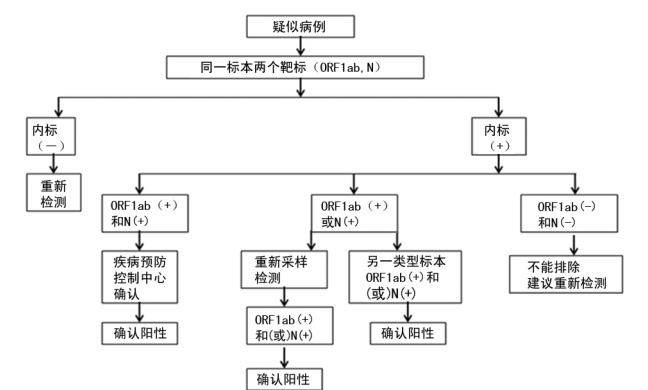 疑似病例
同一标本两个靶标（ORF1ab,N）
内标
（—）
内标
（+）
重新
检测
ORF1ab（+）
和N(+)
ORF1ab（+）
或N(+)
ORF1ab(-)
和N(-)
疾病预防
控制中心
确认
重新采样
检测
另一类型标本
ORF1ab(+)和
(或)N(+)
不能排除
建议重新检测
确认阳性
ORF1ab(+)
和(或)N(+)
确认阳性
确认阳性